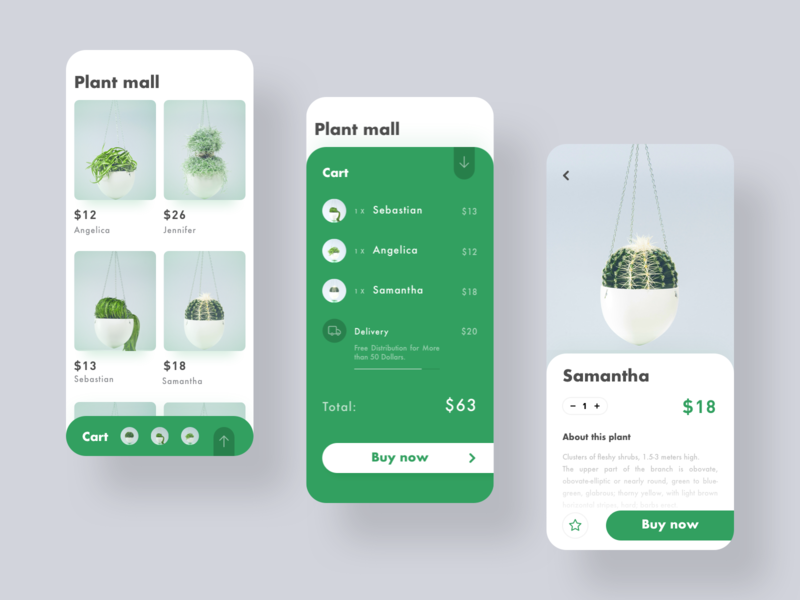 Plant mall
$12
Angelica
$26
Jennifer
$13
Sebastian
$18
Samantha
Cart
Plant mall
Cart
1 X Sebastian $13
1 X Angelica $12
1 X Samantha $18
Delivery $20
Free Distribution for More
than 50 Dollars.
Total: $63
Buy now
Samantha
− 1 + $18
About this plant
Clusters of fleshy shrubs, 1.5-3 meters high.
The upper part of the branch is obovate,
obovate-elliptic or nearly round, green to blue-
green, glabrous, thorny yellow, with light brown
Buy now